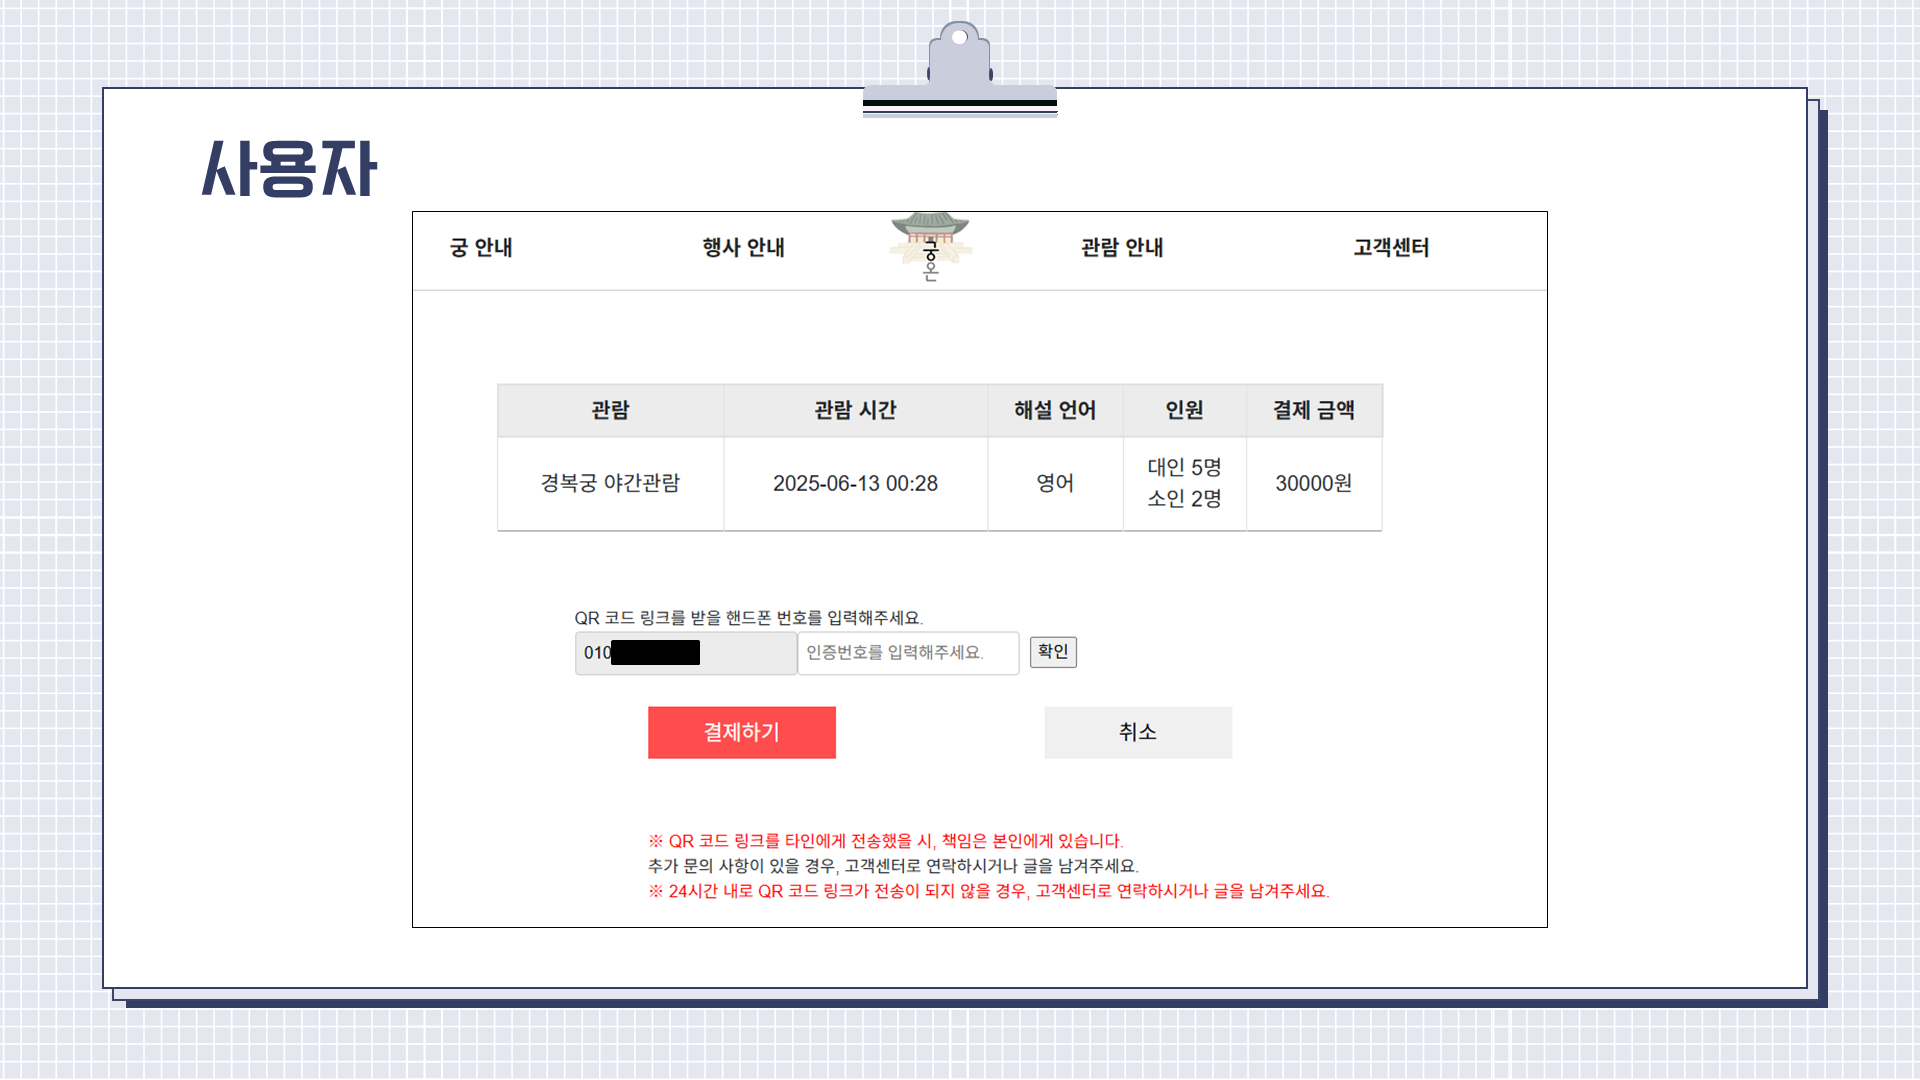 사용자
궁 안내 행사 안내 궁온 관람 안내 고객센터
관람 관람 시간 해설 언어 인원 결제 금액
경복궁 야간관람 2025-06-13 00:28 영어 대인 5명 소인 2명 30000원
QR 코드 링크를 받을 핸드폰 번호를 입력해주세요.
010 인증번호를 입력해주세요. 확인
결제하기 취소
※ QR 코드 링크를 타인에게 전송했을 시, 책임은 본인에게 있습니다.
추가 문의 사항이 있을 경우, 고객센터로 연락하시거나 글을 남겨주세요.
※ 24시간 내로 QR 코드 링크가 전송이 되지 않을 경우, 고객센터로 연락하시거나 글을 남겨주세요.